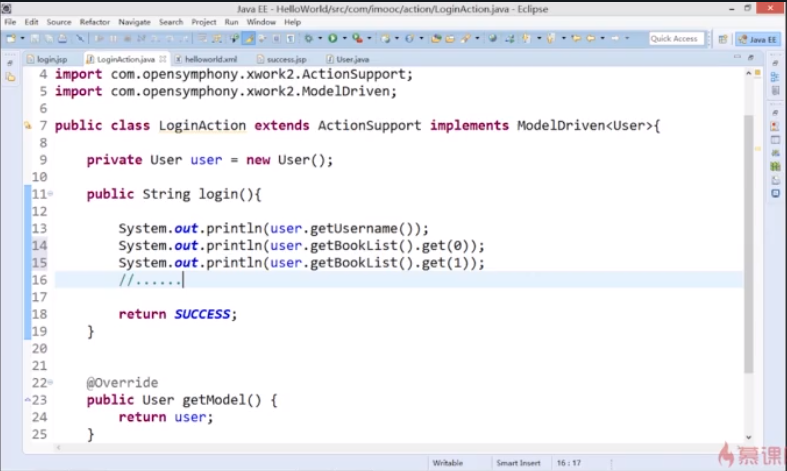 Java EE - HelloWorld/src/com/imooc/action/LoginAction.java - Eclipse
File Edit Source Refactor Navigate Search Project Run Window Help
Quick Access Java EE
login.jsp LoginAction.java helloworld.xml success.jsp User.java
4 import com.opensymphony.xwork2.ActionSupport;
5 import com.opensymphony.xwork2.ModelDriven;
6
7 public class LoginAction extends ActionSupport implements ModelDriven<User>{
8
9 private User user = new User();
10
11 public String login(){
12
13 System.out.println(user.getUsername());
14 System.out.println(user.getBookList().get(0));
15 System.out.println(user.getBookList().get(1));
16 //......
17
18 return SUCCESS;
19 }
20
21
22 @Override
23 public User getModel() {
24 return user;
25 }
Writable Smart Insert 16 : 17
慕课